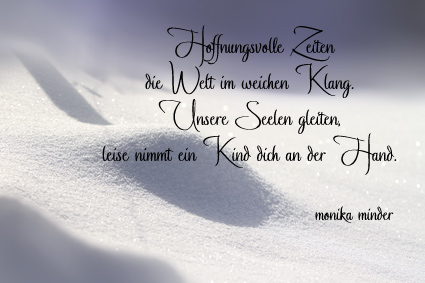 Hoffnungsvolle Zeiten
die Welt im weichen Klang.
Unsere Seelen gleiten,
leise nimmt ein Kind dich an der Hand.
monika minder